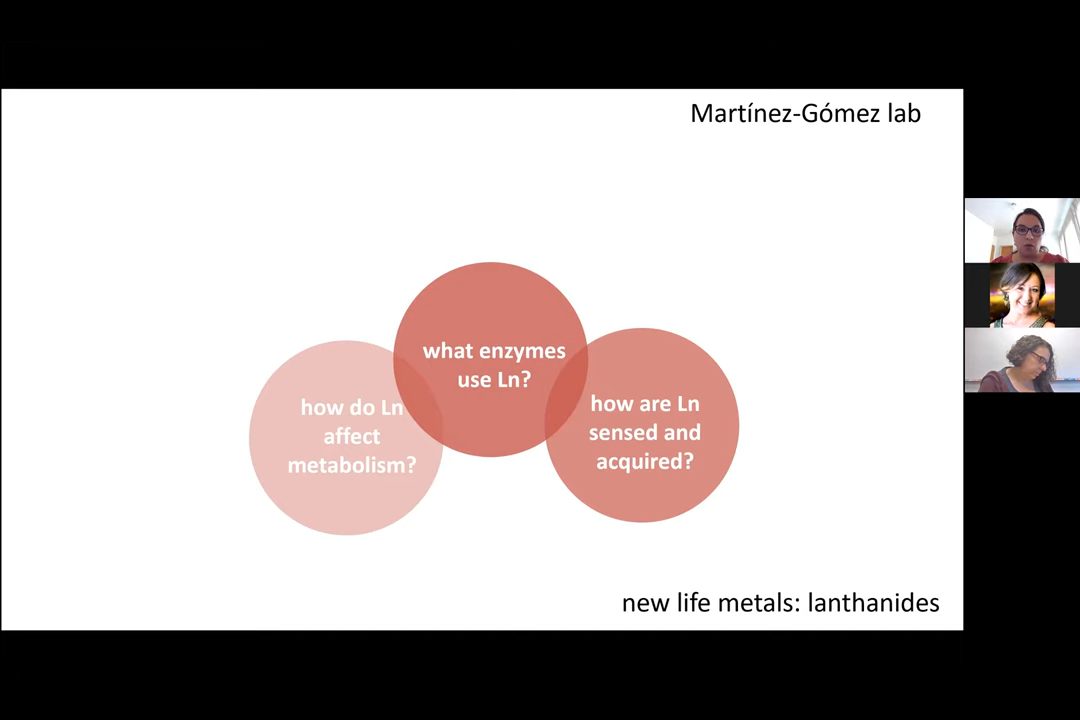 Martínez-Gómez lab
what enzymes
use Ln?
how do Ln
affect
metabolism?
how are Ln
sensed and
acquired?
new life metals: lanthanides